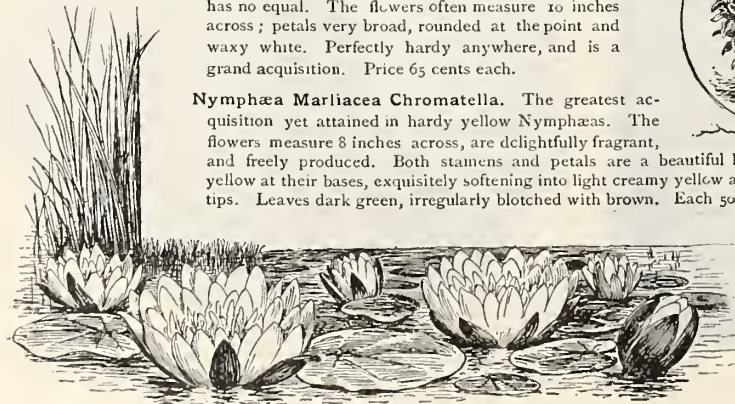 has no equal. The flowers often measure 10 inches
across; petals very broad, rounded at the point and
waxy white. Perfectly hardy anywhere, and is a
grand acquisition. Price 65 cents each.
Nymphæa Marliacea Chromatella. The greatest ac-
quisition yet attained in hardy yellow Nymphæas. The
flowers measure 8 inches across, are delightfully fragrant,
and freely produced. Both stamens and petals are a beautiful
yellow at their bases, exquisitely softening into light creamy yellow
tips. Leaves dark green, irregularly blotched with brown. Each